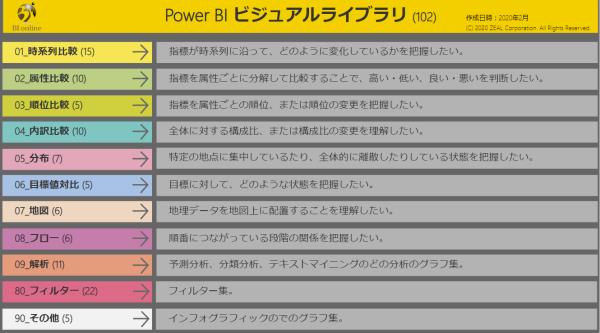 BI online
Power BI ビジュアルライブラリ (102)
作成日時：2020年2月
(C) 2020 ZEAL Corporation. All Rights Reserved.
01_時系列比較 (15)
指標が時系列に沿って、どのように変化しているかを把握したい。
02_属性比較 (10)
指標を属性ごとに分解して比較することで、高い・低い、良い・悪いを判断したい。
03_順位比較 (5)
指標を属性ごとの順位、または順位の変更を把握したい。
04_内訳比較 (10)
全体に対する構成比、または構成比の変更を理解したい。
05_分布 (7)
特定の地点に集中しているたり、全体的に離散したりしている状態を把握したい。
06_目標値対比 (5)
目標に対して、どのような状態を把握したい。
07_地図 (6)
地理データを地図上に配置することを理解したい。
08_フロー (6)
順番につながっている段階の関係を把握したい。
09_解析 (11)
予測分析、分類分析、テキストマイニングのどの分析のグラフ集。
80_フィルター (22)
フィルター集。
90_その他 (5)
インフォグラフィックのでのグラフ集。